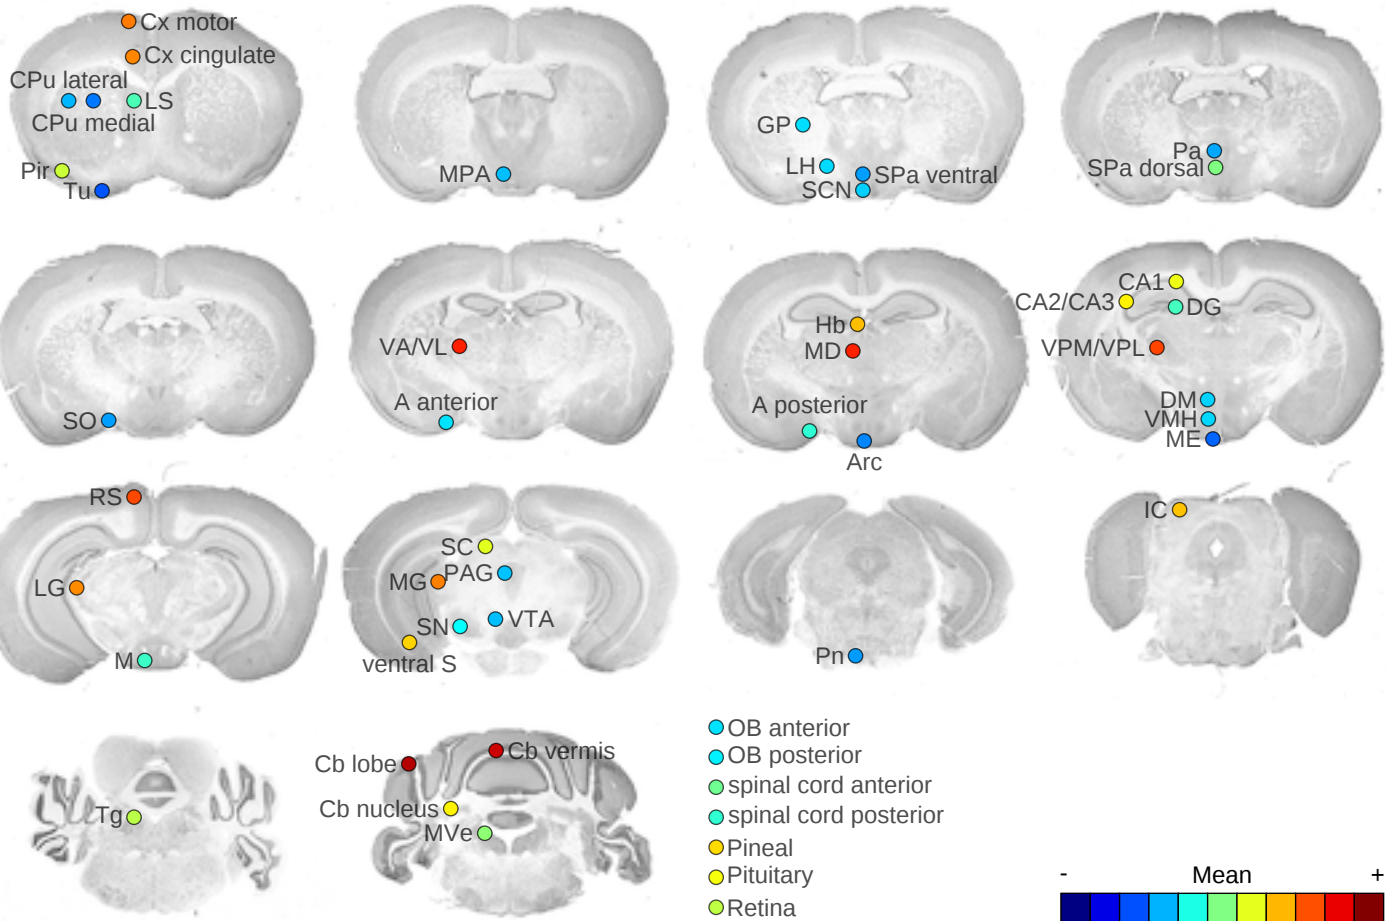 Cx motor
Cx cingulate
CPu lateral
LS
CPu medial
Pir
Tu
MPA
GP
LH
SPa ventral
SCN
Pa
SPa dorsal
SO
VA/VL
A anterior
Hb
MD
A posterior
Arc
CA1
CA2/CA3
DG
VPM/VPL
DM
VMH
ME
RS
LG
M
SC
MG
PAG
SN
VTA
ventral S
Pn
IC
Tg
Cb lobe
Cb vermis
Cb nucleus
MVe
OB anterior
OB posterior
spinal cord anterior
spinal cord posterior
Pineal
Pituitary
Retina
- Mean +